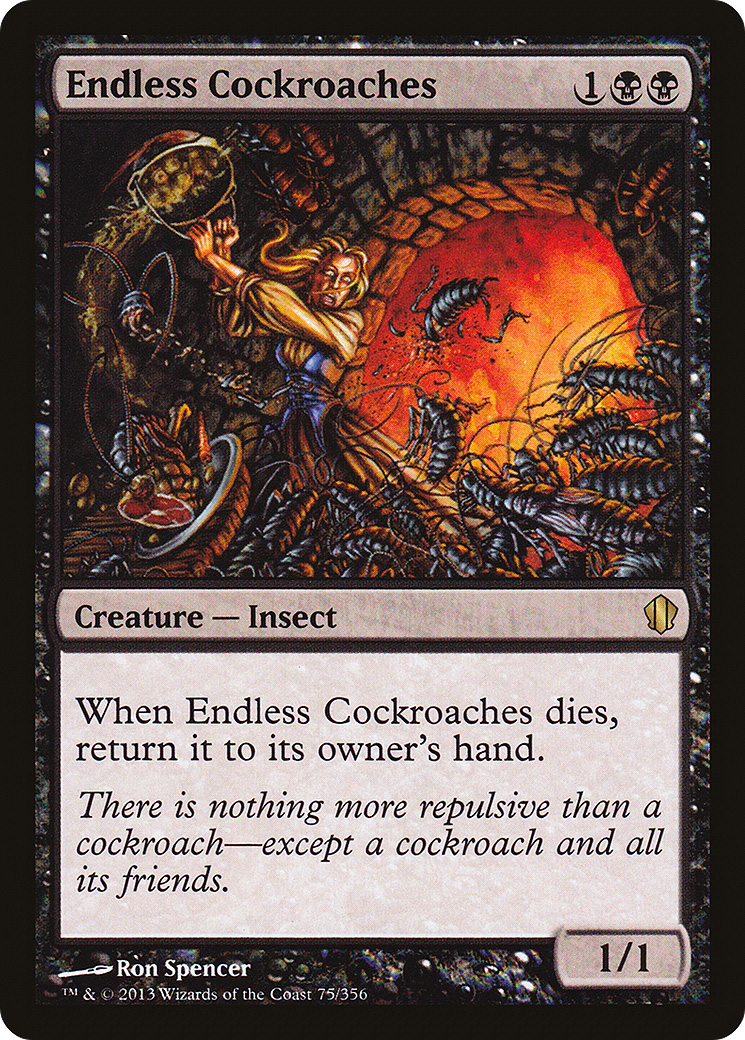 Endless Cockroaches 1
Creature — Insect
When Endless Cockroaches dies,
return it to its owner's hand.
There is nothing more repulsive than a
cockroach—except a cockroach and all
its friends.
1/1
Ron Spencer
™ & © 2013 Wizards of the Coast 75/356